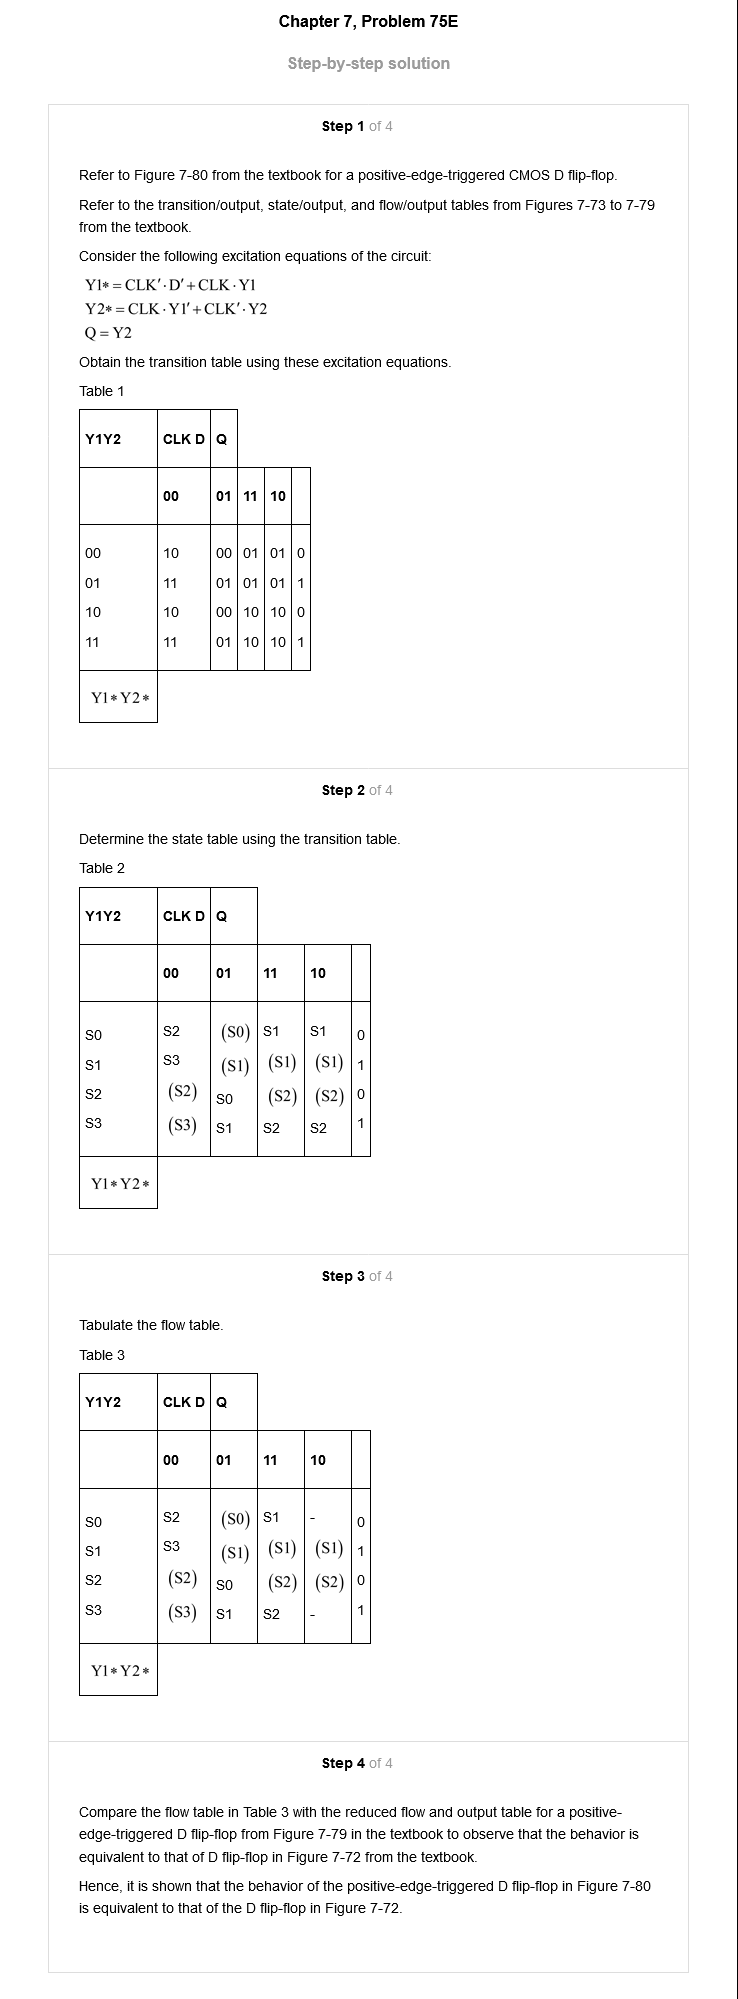 Chapter 7, Problem 75E
Step-by-step solution
Step 1 of 4
Refer to Figure 7-80 from the textbook for a positive-edge-triggered CMOS D flip-flop.
Refer to the transition/output, state/output, and flow/output tables from Figures 7-73 to 7-79
from the textbook.
Consider the following excitation equations of the circuit:
Y1* = CLK′·D′ + CLK·Y1
Y2* = CLK·Y1′ + CLK′·Y2
Q = Y2
Obtain the transition table using these excitation equations.
Table 1
Y1Y2 CLK D Q
00 01 11 10
00 10 00 01 01 0
01 11 01 01 01 1
10 10 00 10 10 0
11 11 01 10 10 1
Y1*Y2*
Step 2 of 4
Determine the state table using the transition table.
Table 2
Y1Y2 CLK D Q
00 01 11 10
S0 S2 (S0) S1 S1 0
S1 S3 (S1) (S1) (S1) 1
S2 (S2) S0 (S2) (S2) 0
S3 (S3) S1 S2 S2 1
Y1*Y2*
Step 3 of 4
Tabulate the flow table.
Table 3
Y1Y2 CLK D Q
00 01 11 10
S0 S2 (S0) S1 - 0
S1 S3 (S1) (S1) (S1) 1
S2 (S2) S0 (S2) (S2) 0
S3 (S3) S1 S2 - 1
Y1*Y2*
Step 4 of 4
Compare the flow table in Table 3 with the reduced flow and output table for a positive-
edge-triggered D flip-flop from Figure 7-79 in the textbook to observe that the behavior is
equivalent to that of D flip-flop in Figure 7-72 from the textbook.
Hence, it is shown that the behavior of the positive-edge-triggered D flip-flop in Figure 7-80
is equivalent to that of the D flip-flop in Figure 7-72.